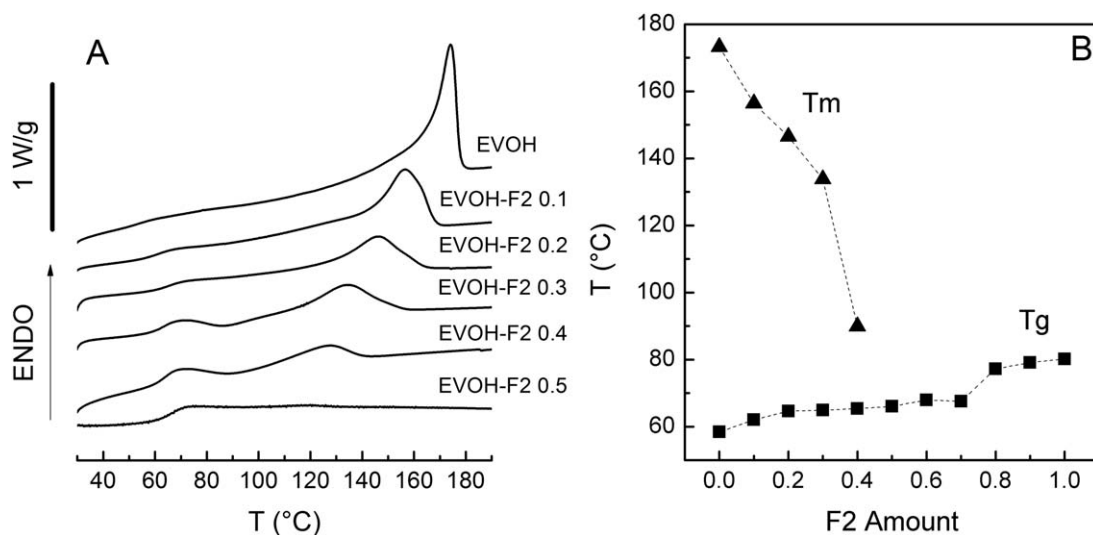 A
1 W/g
ENDO
EVOH
EVOH-F2 0.1
EVOH-F2 0.2
EVOH-F2 0.3
EVOH-F2 0.4
EVOH-F2 0.5
40 60 80 100 120 140 160 180
T (°C)
B
180
160
140
120
100
80
60
T (°C)
Tm
Tg
0.0 0.2 0.4 0.6 0.8 1.0
F2 Amount